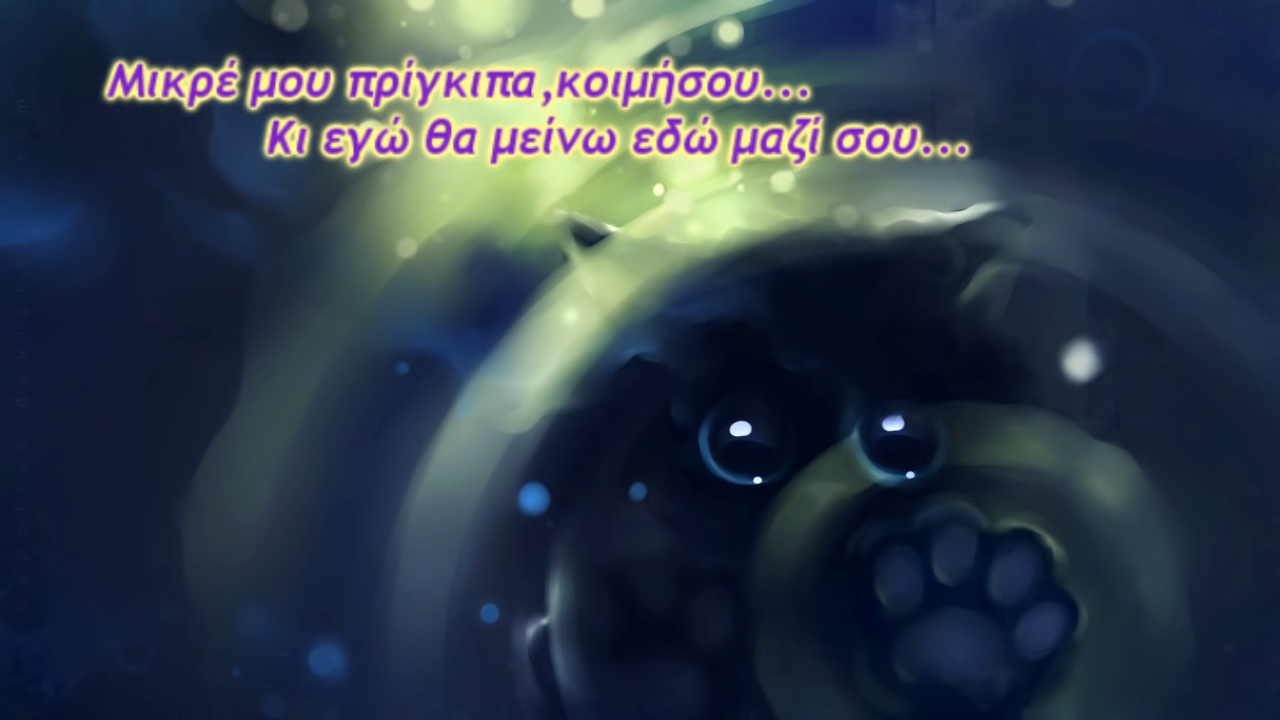 Μικρέ μου πρίγκιπα ,κοιμήσου...
Κι εγώ θα μείνω εδώ μαζί σου...